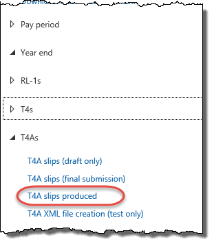 Pay period
Year end
RL-1s
T4s
T4As
T4A slips (draft only)
T4A slips (final submission)
T4A slips produced
T4A XML file creation (test only)